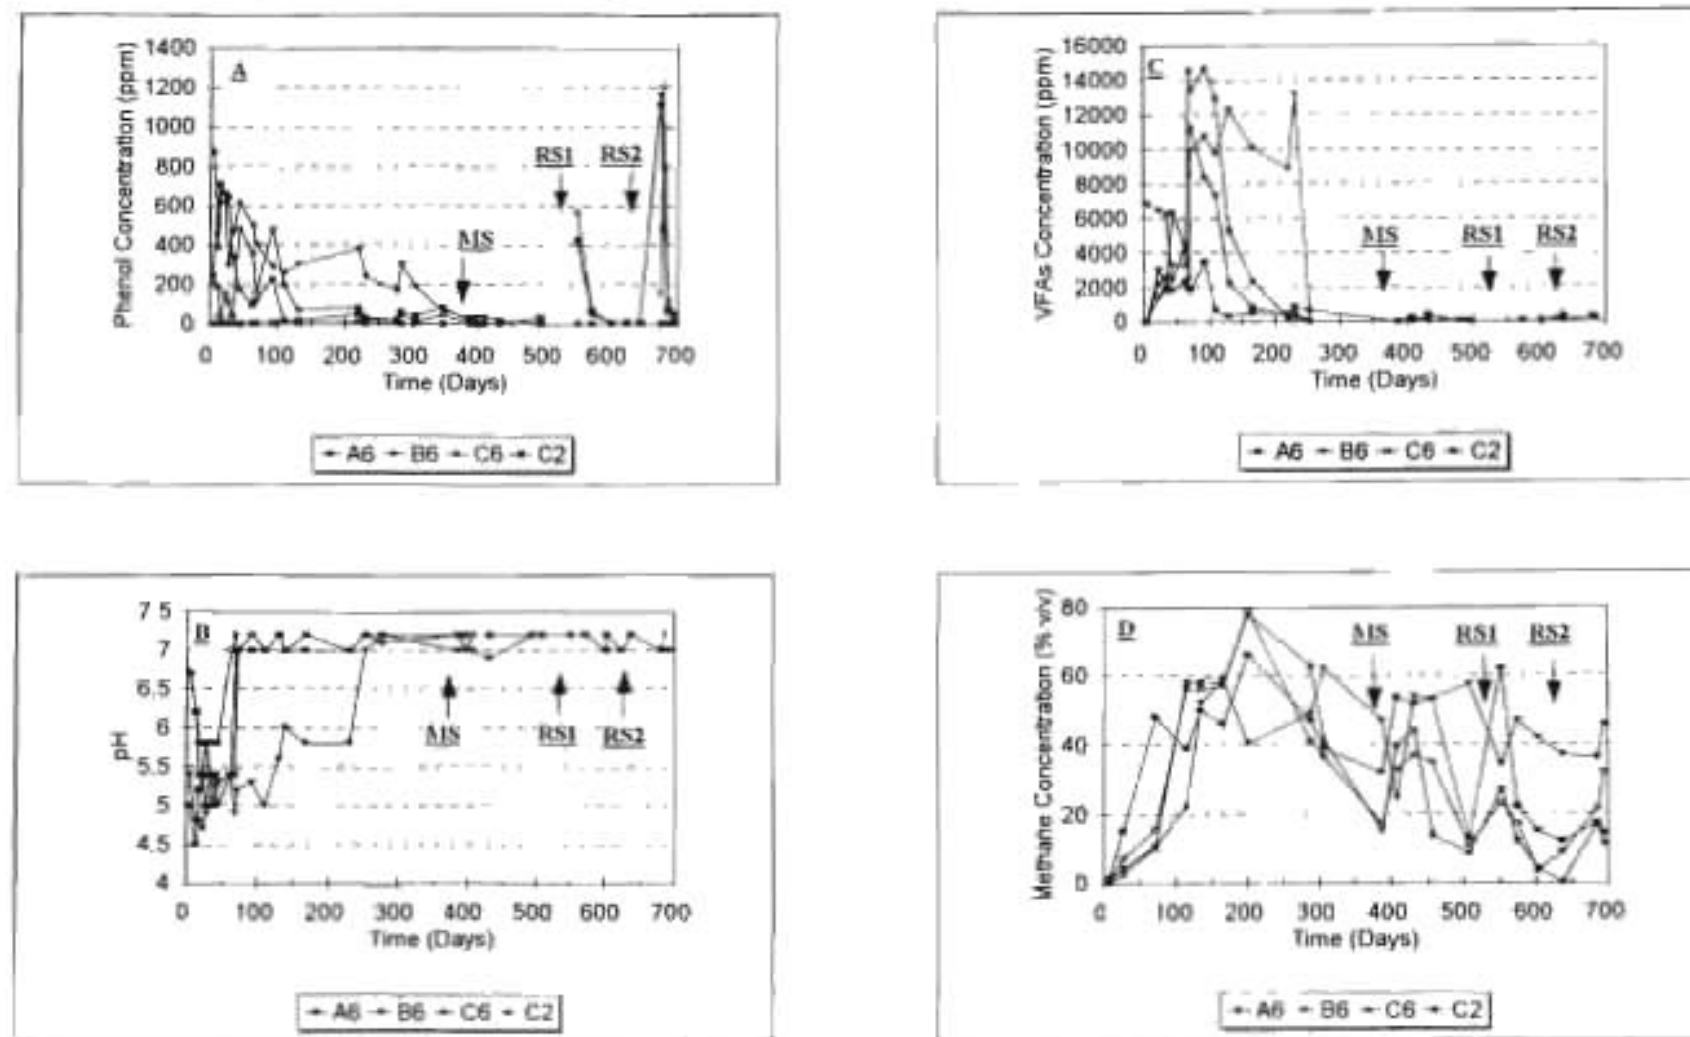 A
Phenol Concentration (ppm)
1400
1200
1000
800
600
400
200
0
RS1
RS2
MS
0 100 200 300 400 500 600 700
Time (Days)
A6 B6 C6 C2
C
VFAs Concentration (ppm)
16000
14000
12000
10000
8000
6000
4000
2000
0
MS
RS1
RS2
0 100 200 300 400 500 600 700
Time (Days)
A6 B6 C6 C2
B
pH
7 5
7
6.5
6
5.5
5
4.5
4
MS
RS1
RS2
0 100 200 300 400 500 600 700
Time (Days)
A6 B6 C6 C2
D
Methane Concentration (% v/v)
80
60
40
20
0
MS
RS1
RS2
0 100 200 300 400 500 600 700
Time (Days)
A6 B6 C6 C2